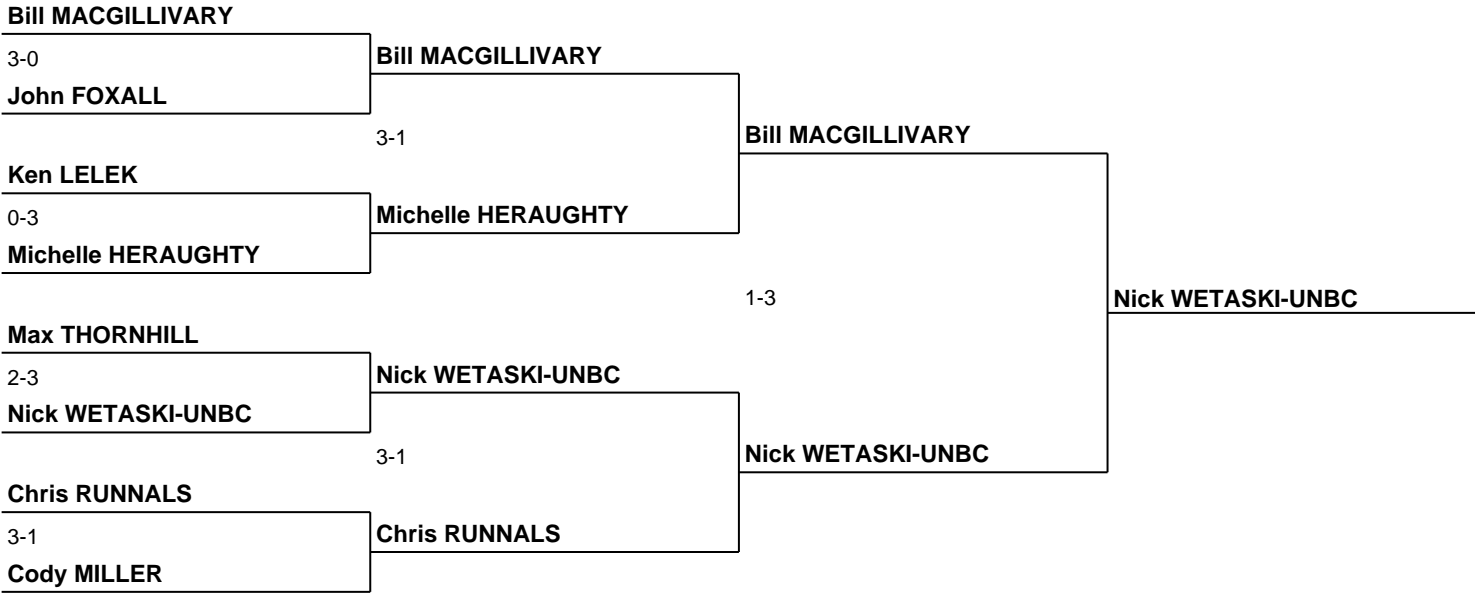 Bill MACGILLIVARY
3-0
John FOXALL
Bill MACGILLIVARY
3-1
Ken LELEK
0-3
Michelle HERAUGHTY
Michelle HERAUGHTY
Bill MACGILLIVARY
1-3
Nick WETASKI-UNBC
Max THORNHILL
2-3
Nick WETASKI-UNBC
Nick WETASKI-UNBC
3-1
Chris RUNNALS
3-1
Cody MILLER
Chris RUNNALS
Nick WETASKI-UNBC